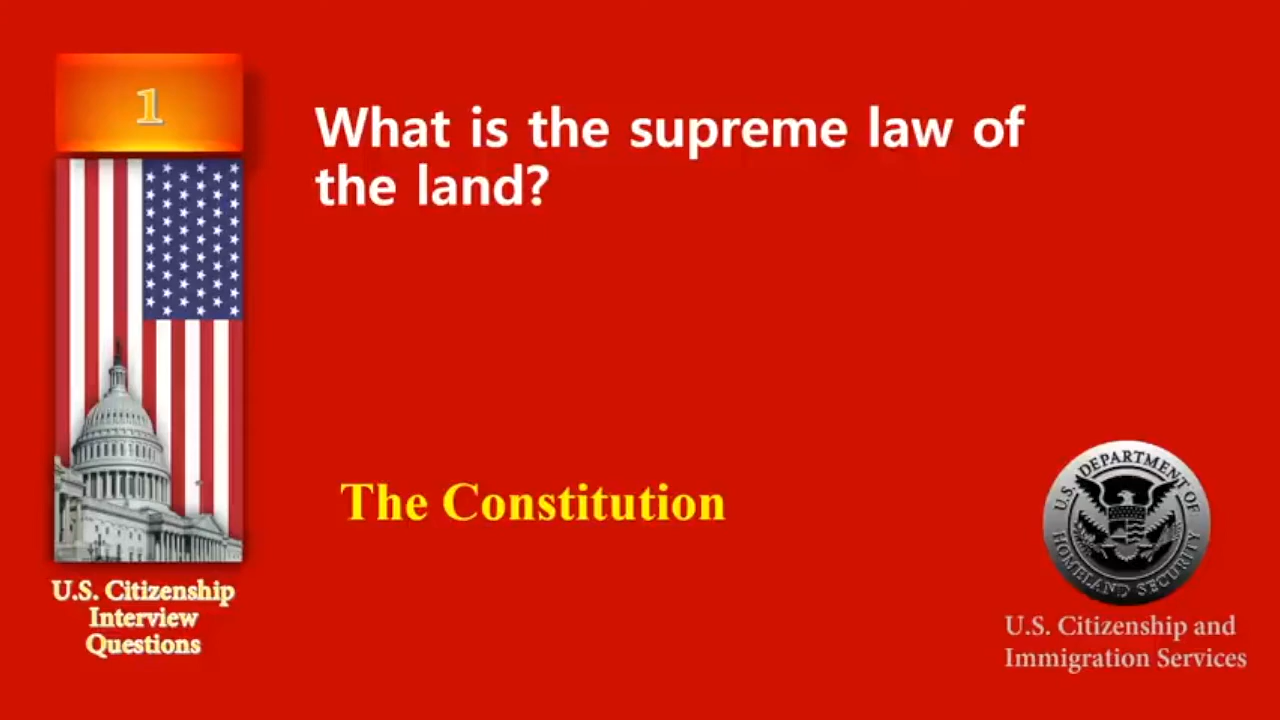 1
What is the supreme law of
the land?
The Constitution
U.S. DEPARTMENT OF
HOMELAND SECURITY
U.S. Citizenship
Interview
Questions
U.S. Citizenship and
Immigration Services